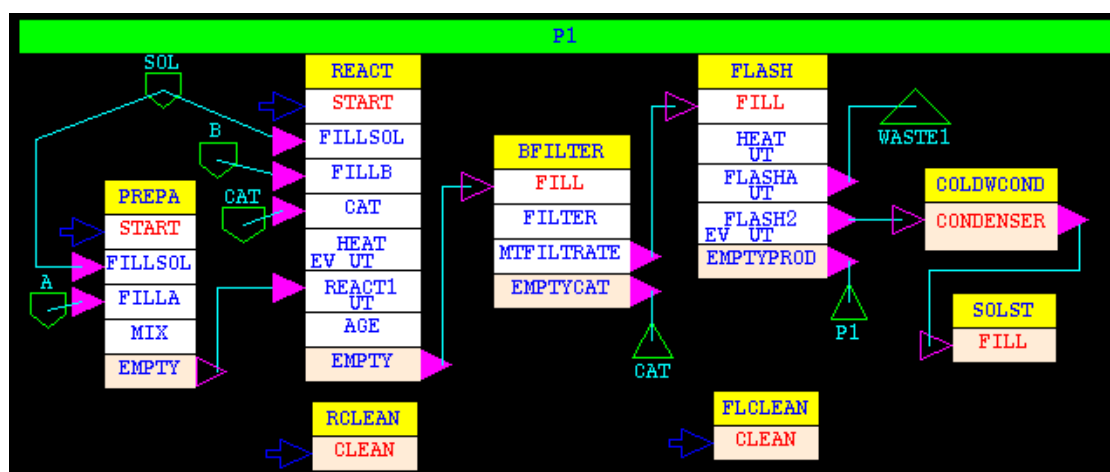 P1
SOL
B
CAT
A
PREPA
START
FILLSOL
FILLA
MIX
EMPTY
REACT
START
FILLSOL
FILLB
CAT
HEAT
EV UT
REACT1
UT
AGE
EMPTY
RCLEAN
CLEAN
BFILTER
FILL
FILTER
MTFILTRATE
EMPTYCAT
CAT
FLASH
FILL
HEAT
UT
FLASHA
UT
FLASH2
EV UT
EMPTYPROD
P1
FLCLEAN
CLEAN
WASTE1
COLDWCOND
CONDENSER
SOLST
FILL